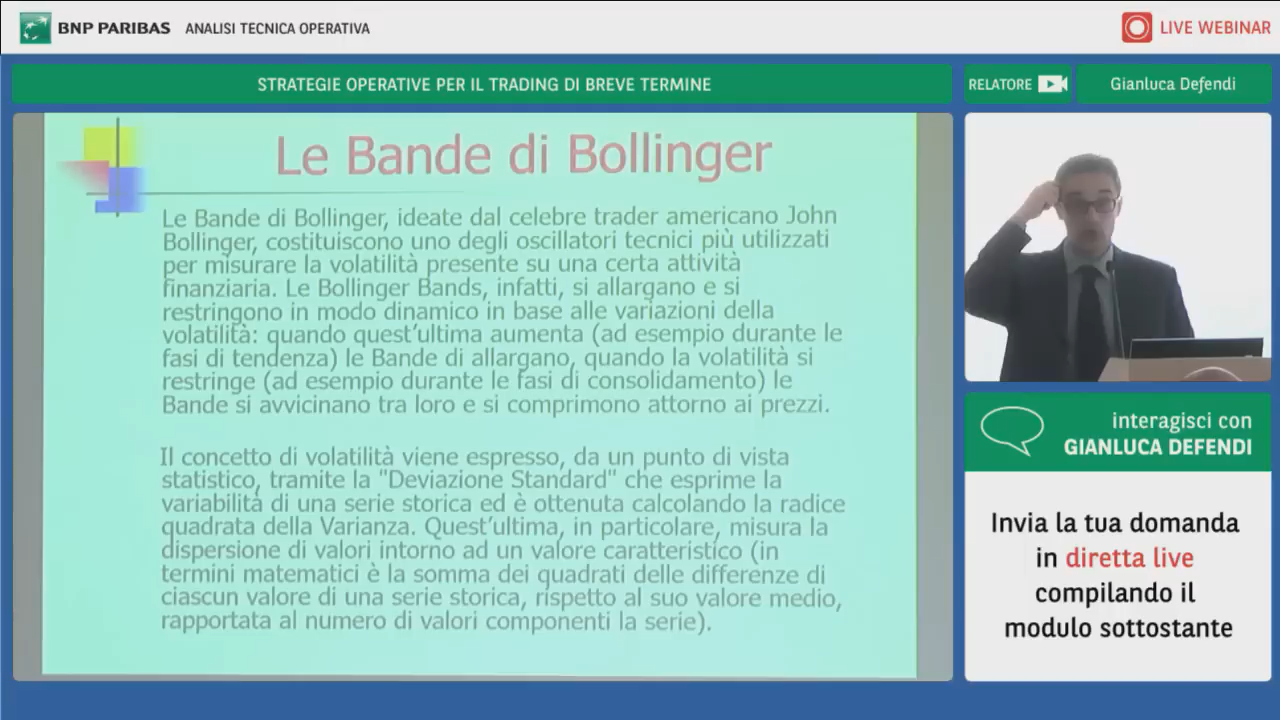 BNP PARIBAS ANALISI TECNICA OPERATIVA
LIVE WEBINAR
STRATEGIE OPERATIVE PER IL TRADING DI BREVE TERMINE
RELATORE
Gianluca Defendi
Le Bande di Bollinger
Le Bande di Bollinger, ideate dal celebre trader americano John
Bollinger, costituiscono uno degli oscillatori tecnici più utilizzati
per misurare la volatilità presente su una certa attività
finanziaria. Le Bollinger Bands, infatti, si allargano e si
restringono in modo dinamico in base alle variazioni della
volatilità: quando quest'ultima aumenta (ad esempio durante le
fasi di tendenza) le Bande di allargano, quando la volatilità si
restringe (ad esempio durante le fasi di consolidamento) le
Bande si avvicinano tra loro e si comprimono attorno ai prezzi.
Il concetto di volatilità viene espresso, da un punto di vista
statistico, tramite la "Deviazione Standard" che esprime la
variabilità di una serie storica ed è ottenuta calcolando la radice
quadrata della Varianza. Quest'ultima, in particolare, misura la
dispersione di valori intorno ad un valore caratteristico (in
termini matematici è la somma dei quadrati delle differenze di
ciascun valore di una serie storica, rispetto al suo valore medio,
rapportata al numero di valori componenti la serie).
interagisci con
GIANLUCA DEFENDI
Invia la tua domanda
in diretta live
compilando il
modulo sottostante